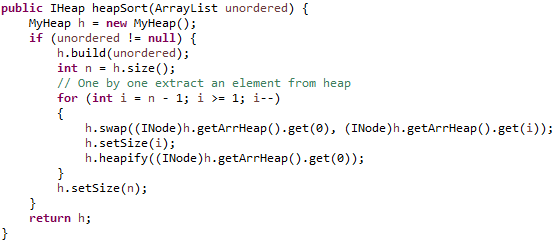 public IHeap heapSort(ArrayList unordered) {
    MyHeap h = new MyHeap();
    if (unordered != null) {
        h.build(unordered);
        int n = h.size();
        // One by one extract an element from heap
        for (int i = n - 1; i >= 1; i--)
        {
            h.swap((INode)h.getArrHeap().get(0), (INode)h.getArrHeap().get(i));
            h.setSize(i);
            h.heapify((INode)h.getArrHeap().get(0));
        }
        h.setSize(n);
    }
    return h;
}